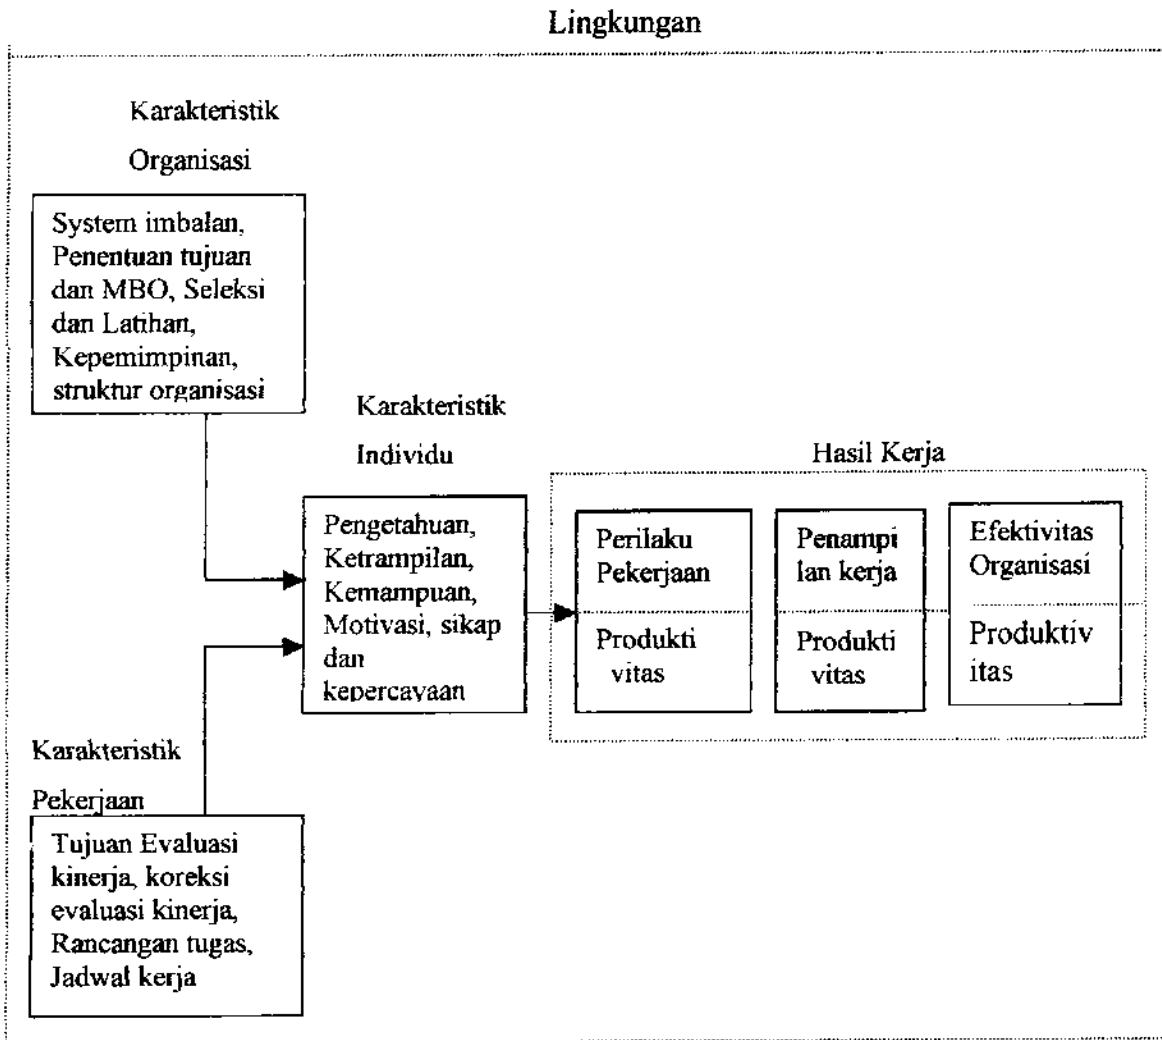 Lingkungan
Karakteristik
Organisasi
System imbalan,
Penentuan tujuan
dan MBO, Seleksi
dan Latihan,
Kepemimpinan,
struktur organisasi
Karakteristik
Individu
Pengetahuan,
Ketrampilan,
Kemampuan,
Motivasi, sikap
dan
kepercayaan
Hasil Kerja
Perilaku
Pekerjaan
Produkti
vitas
Penampi
lan kerja
Produkti
vitas
Efektivitas
Organisasi
Produktiv
itas
Karakteristik
Pekerjaan
Tujuan Evaluasi
kinerja, koreksi
evaluasi kinerja,
Rancangan tugas,
Jadwal kerja